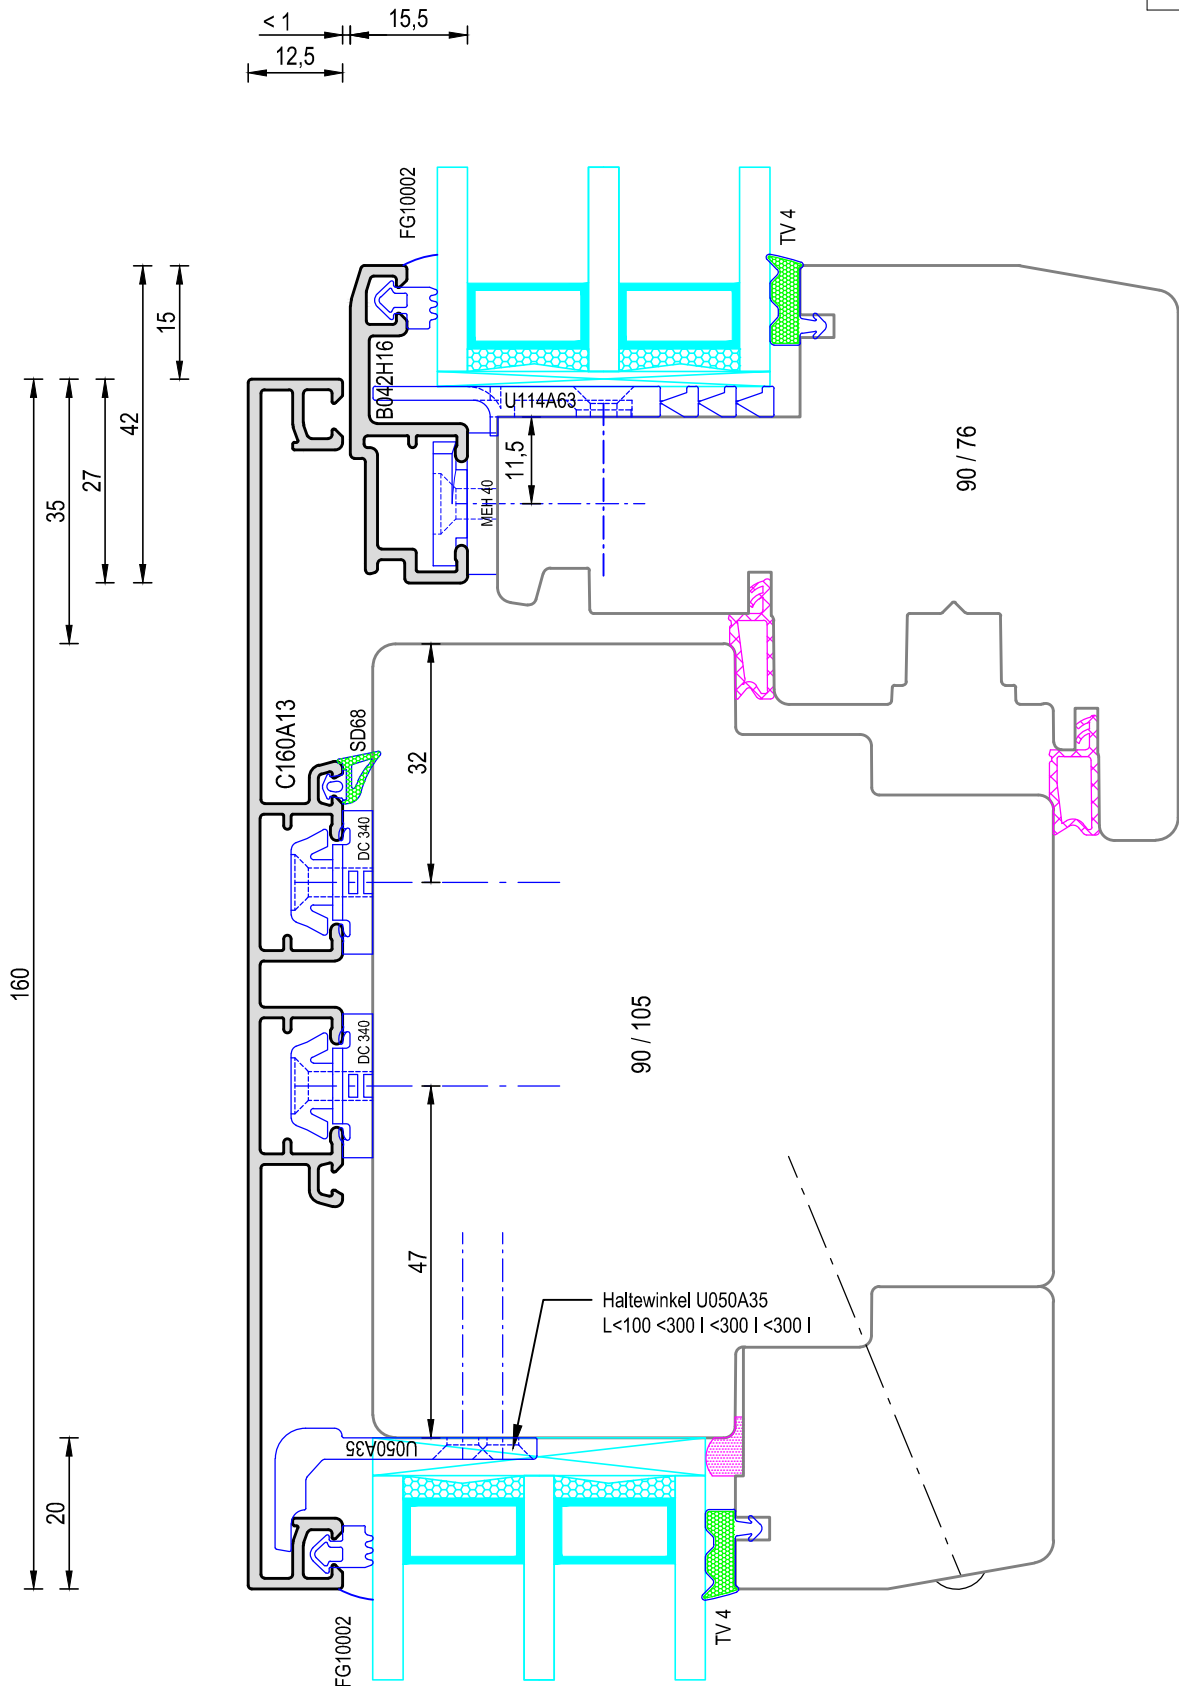 < 1
15,5
12,5
FG10002
TV 4
15
B042H16
U114A63
42
27
35
11,5
MEH 40
90 / 76
C160A13
SD68
32
DC 340
160
90 / 105
DC 340
47
Haltewinkel U050A35
L<100 <300 I <300 I <300 I
U050A35
20
FG10002
TV 4